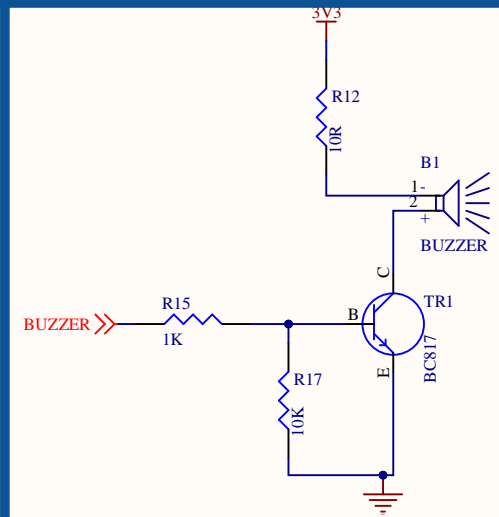 3V3
R12
10R
B1
1
-
2
+
BUZZER
C
R15
TR1
BUZZER
B
1K
BC817
E
R17
10K